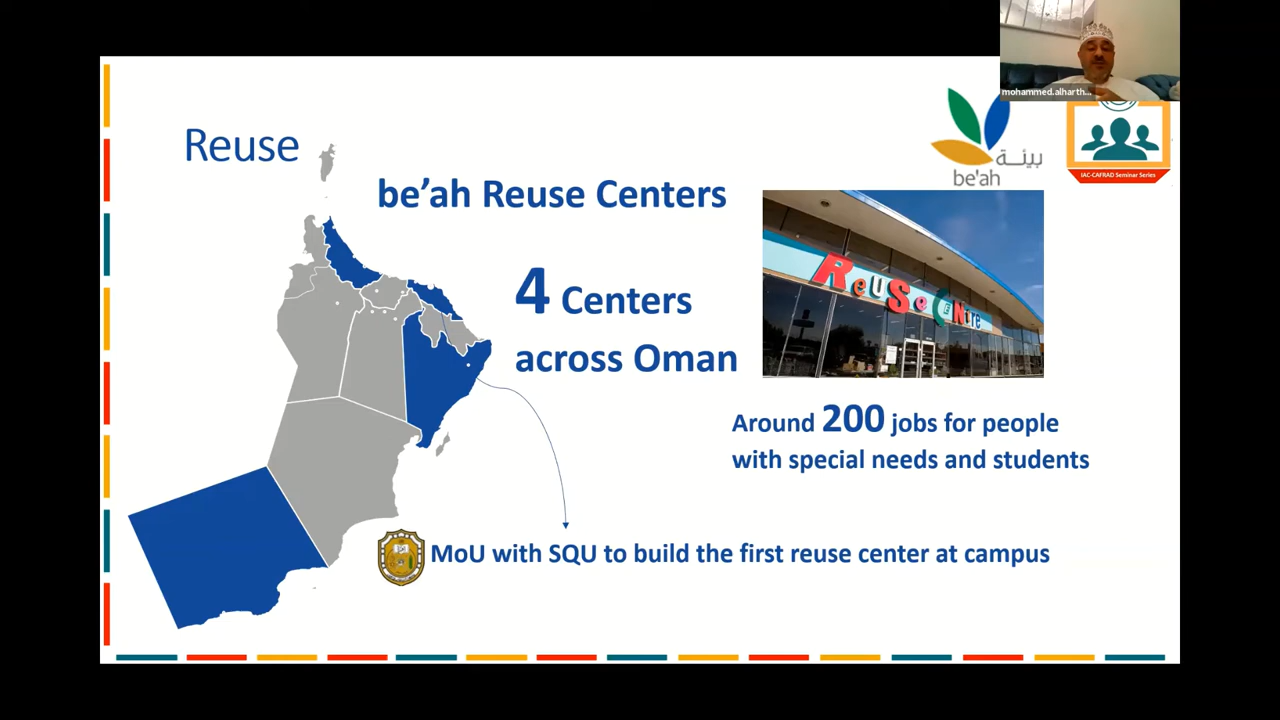 mohammed.alharth...
Reuse
be'ah Reuse Centers
بيئة
be'ah
IAC-CAFRAD Seminar Series
4 Centers
across Oman
ReUSe CENtre
Around 200 jobs for people
with special needs and students
MoU with SQU to build the first reuse center at campus